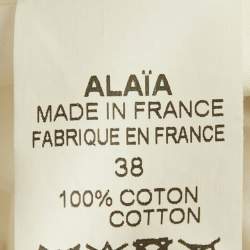 ALAÏA
MADE IN FRANCE
FABRIQUE EN FRANCE
38
100% COTON
COTTON